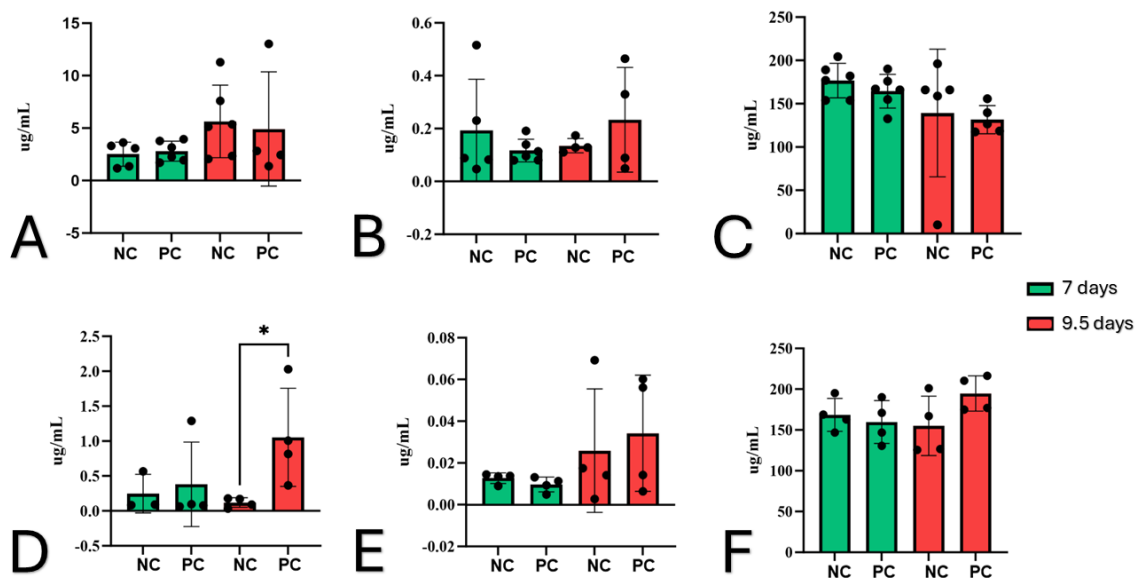 15
10
5
0
-5
ug/mL
NC PC NC PC
A
0.6
0.4
0.2
0.0
-0.2
ug/mL
NC PC NC PC
B
250
200
150
100
50
0
ug/mL
NC PC NC PC
C
7 days
9.5 days
2.5
2.0
1.5
1.0
0.5
0.0
-0.5
ug/mL
*
NC PC NC PC
D
0.08
0.06
0.04
0.02
0.00
-0.02
ug/mL
NC PC NC PC
E
250
200
150
100
50
0
ug/mL
NC PC NC PC
F